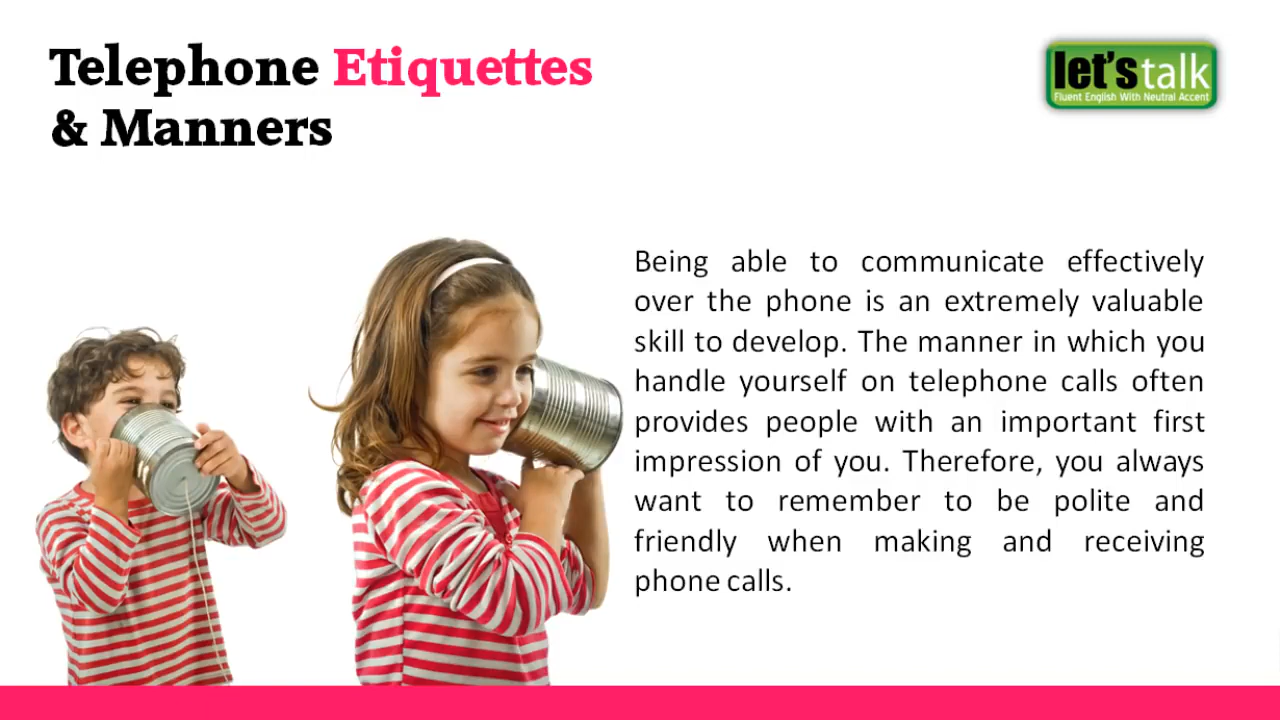 Telephone Etiquettes
& Manners
let's talk
Fluent English With Neutral Accent
Being able to communicate effectively
over the phone is an extremely valuable
skill to develop. The manner in which you
handle yourself on telephone calls often
provides people with an important first
impression of you. Therefore, you always
want to remember to be polite and
friendly when making and receiving
phone calls.